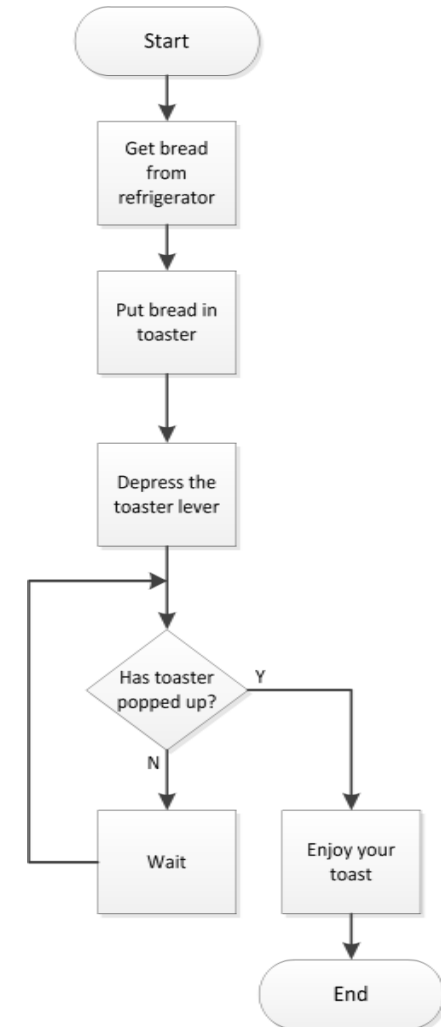 Start
Get bread
from
refrigerator
Put bread in
toaster
Depress the
toaster lever
Has toaster
popped up?
Y
N
Wait
Enjoy your
toast
End